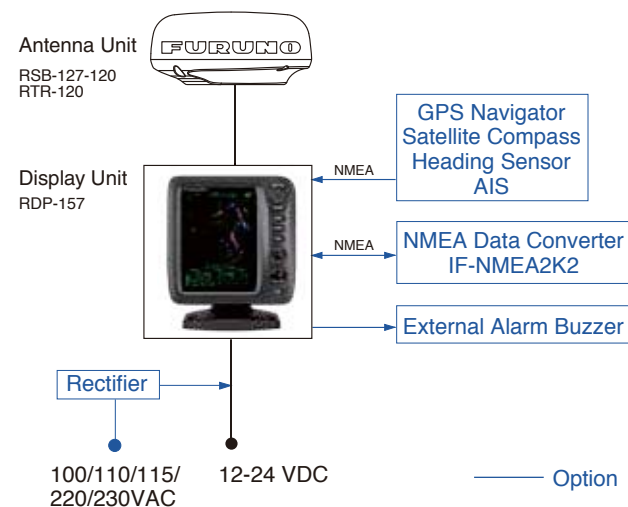 Antenna Unit
RSB-127-120
RTR-120
FURUNO
GPS Navigator
Satellite Compass
Heading Sensor
AIS
NMEA
Display Unit
RDP-157
NMEA
NMEA Data Converter
IF-NMEA2K2
External Alarm Buzzer
Rectifier
100/110/115/
220/230VAC
12-24 VDC
Option